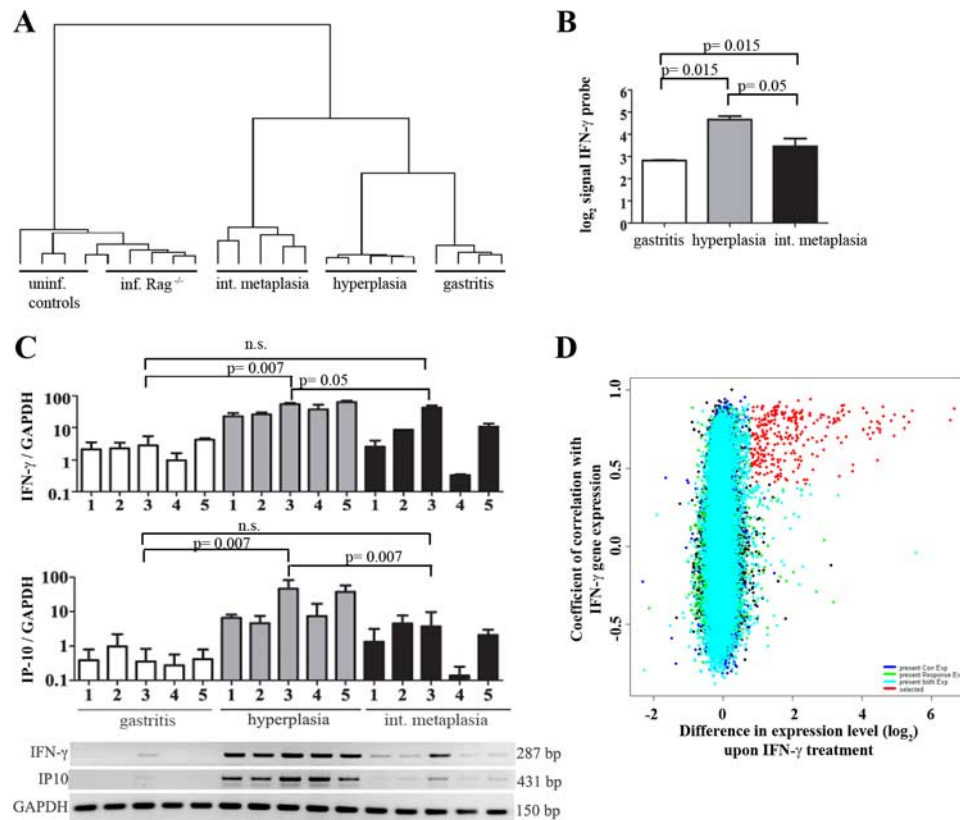 A
uninf.
controls
inf. Rag -/-
int. metaplasia
hyperplasia
gastritis
B
p= 0.015
p= 0.015
p= 0.05
log2 signal IFN-γ probe
6
5
4
3
2
1
0
gastritis
hyperplasia
int. metaplasia
C
n.s.
p= 0.007
p= 0.05
IFN-γ / GAPDH
100
10
1
0.1
1 2 3 4 5 1 2 3 4 5 1 2 3 4 5
n.s.
p= 0.007
p= 0.007
IP-10 / GAPDH
100
10
1
0.1
1 2 3 4 5 1 2 3 4 5 1 2 3 4 5
gastritis hyperplasia int. metaplasia
IFN-γ 287 bp
IP10 431 bp
GAPDH 150 bp
D
Coefficient of correlation with
IFN-γ gene expression
1.0
0.5
0.0
-0.5
present Corr Exp
present Response Ex
present both Exp
selected
-2 0 2 4 6
Difference in expression level (log2)
upon IFN-γ treatment